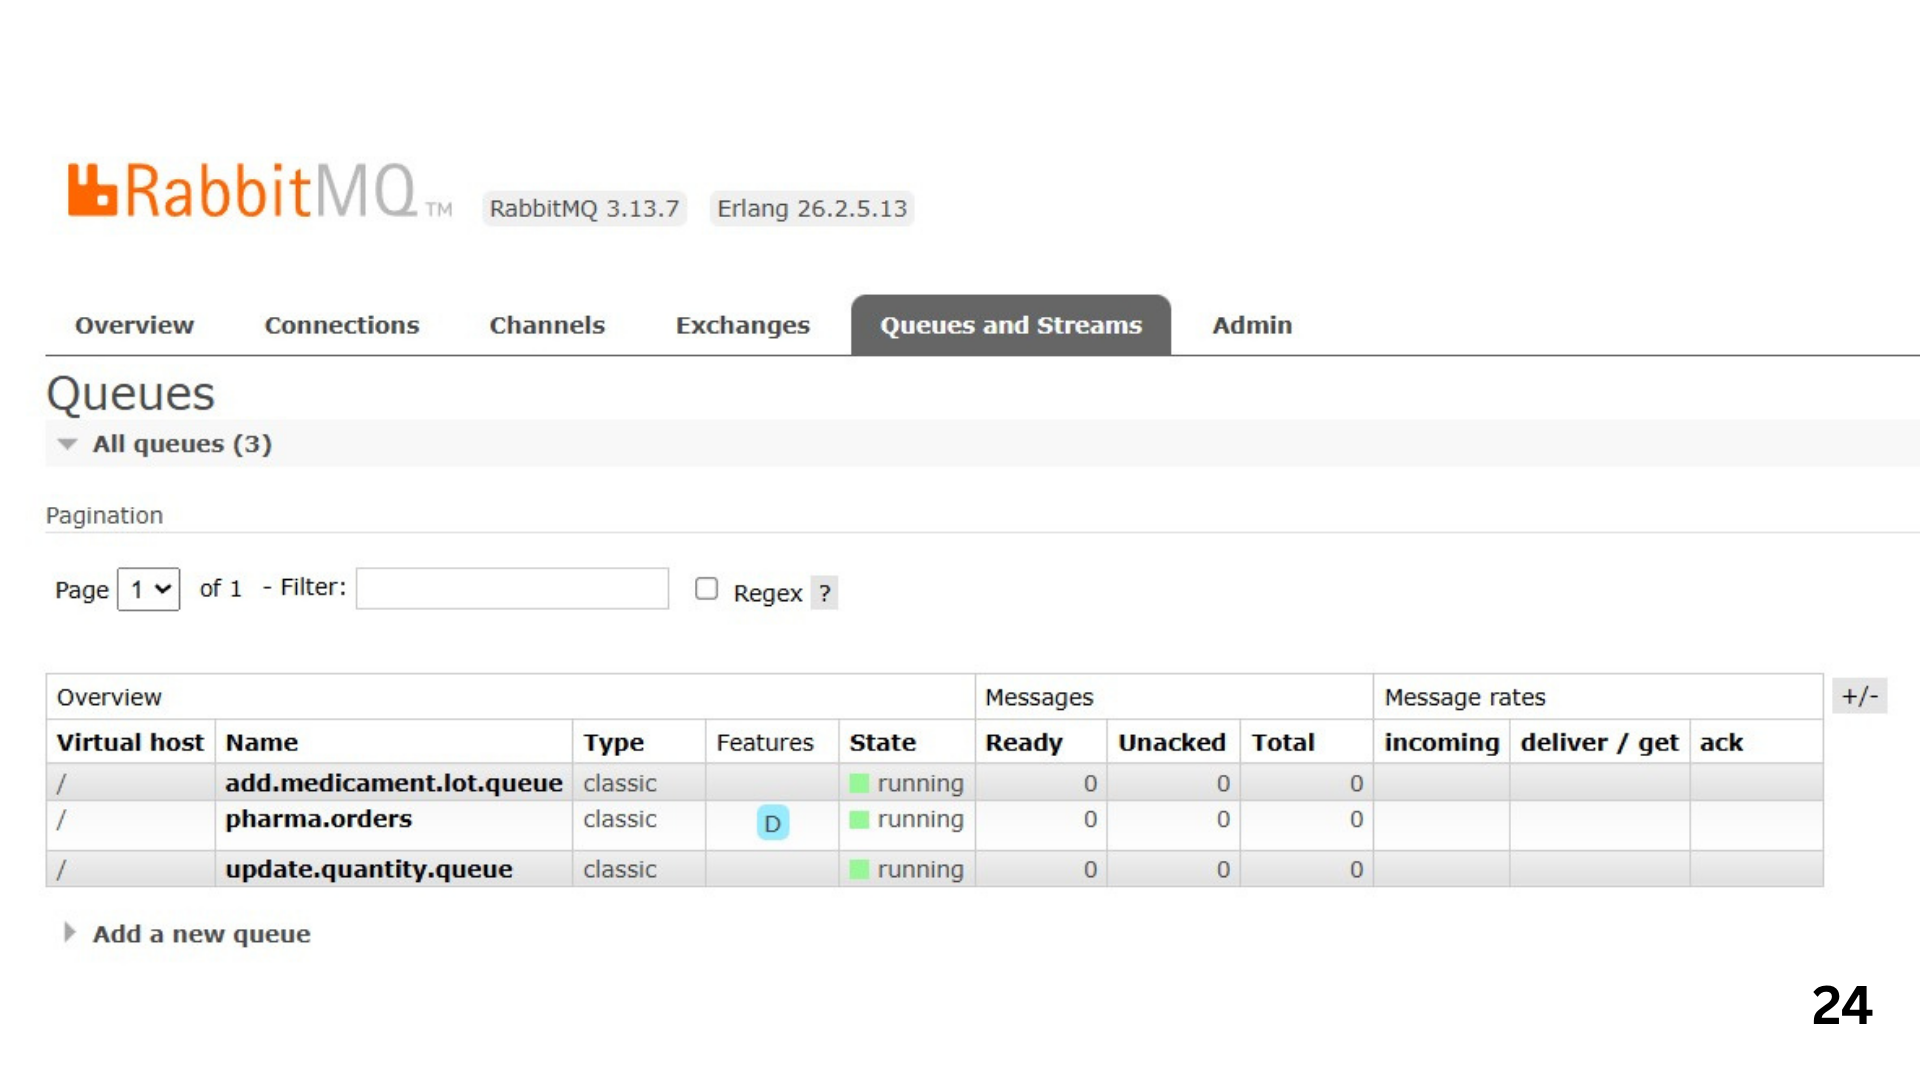 RabbitMQ TM RabbitMQ 3.13.7 Erlang 26.2.5.13
Overview Connections Channels Exchanges Queues and Streams Admin
Queues
All queues (3)
Pagination
Page 1 of 1 - Filter: Regex ?
Overview Messages Message rates +/-
Virtual host Name Type Features State Ready Unacked Total incoming deliver / get ack
/ add.medicament.lot.queue classic running 0 0 0
/ pharma.orders classic D running 0 0 0
/ update.quantity.queue classic running 0 0 0
Add a new queue
24